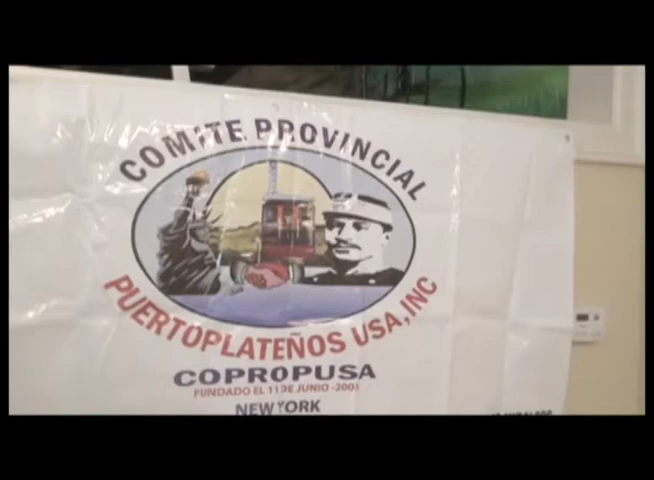 COMITE PROVINCIAL
PUERTOPLATEÑOS USA, INC
COPROPUSA
FUNDADO EL 11 DE JUNIO -2001
NEW YORK